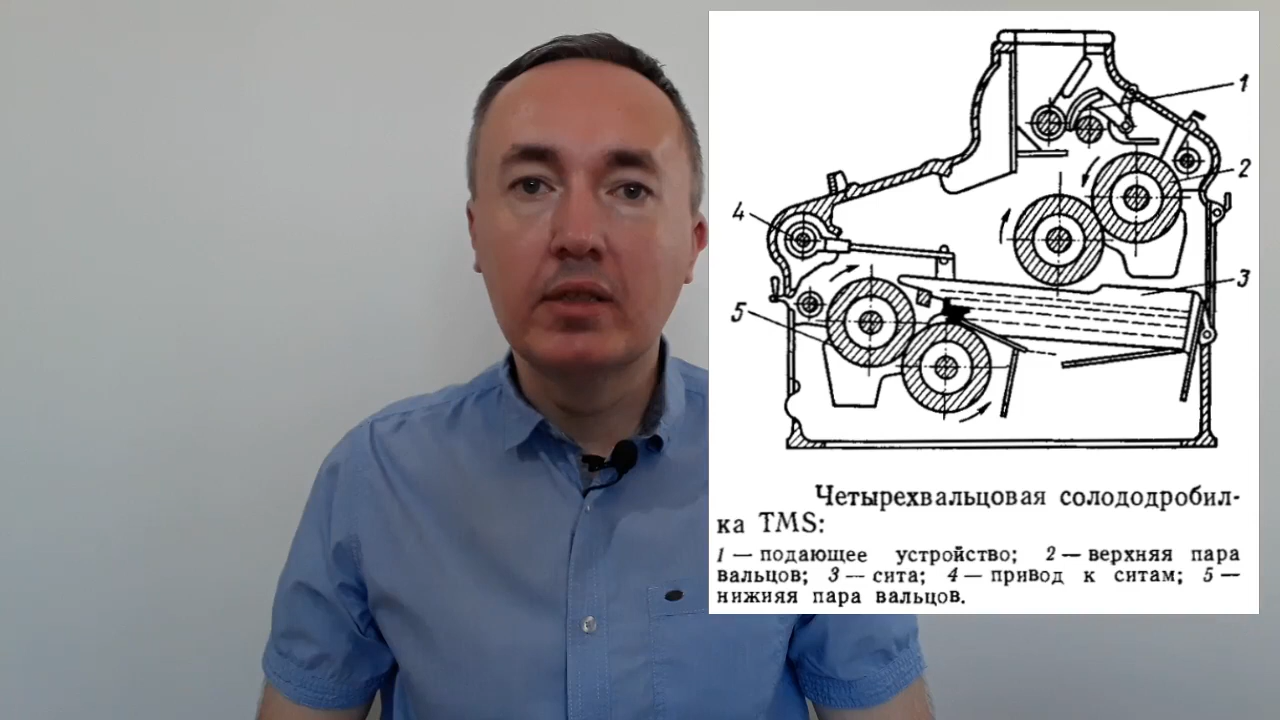 1
2
4
3
5
Четырехвальцовая солододробил-
ка TMS:
1 — подающее устройство; 2 — верхняя пара
вальцов; 3 — сита; 4 — привод к ситам; 5 —
нижняя пара вальцов.